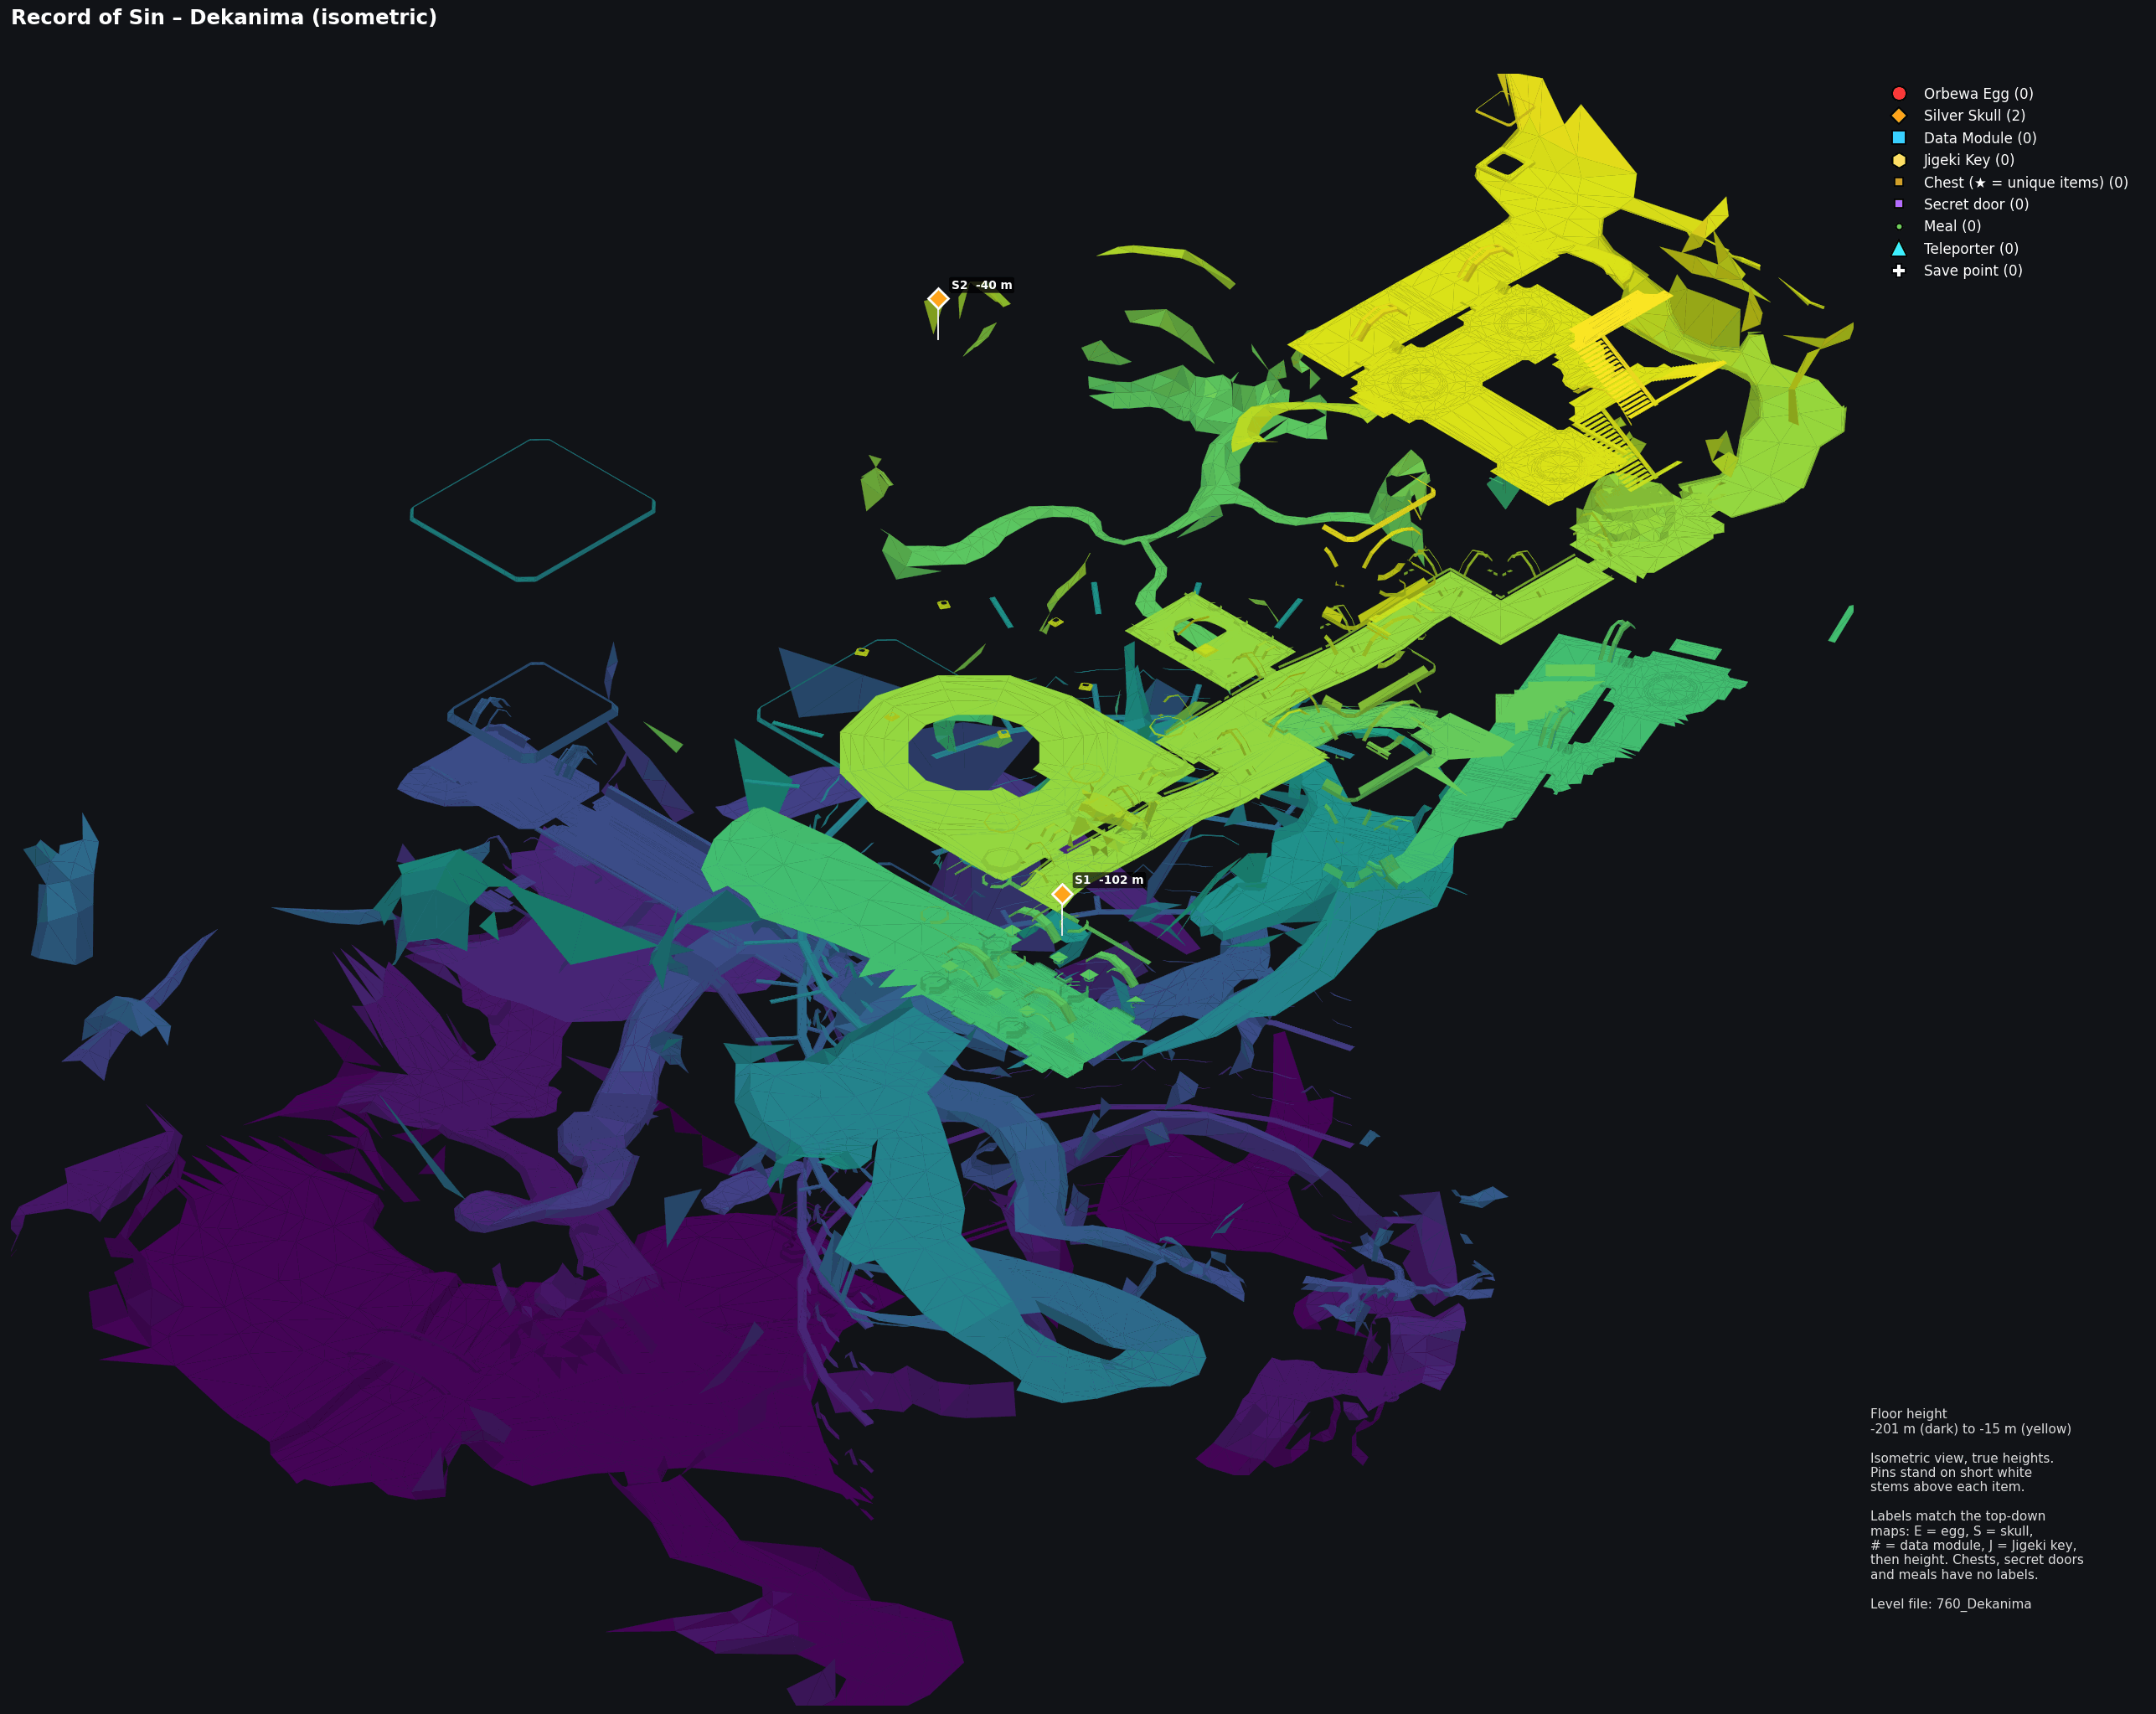 Record of Sin – Dekanima (isometric)
Orbewa Egg (0)
Silver Skull (2)
Data Module (0)
Jigeki Key (0)
Chest (★ = unique items) (0)
Secret door (0)
Meal (0)
Teleporter (0)
Save point (0)
S2 -40 m
S1 -102 m
Floor height
-201 m (dark) to -15 m (yellow)
Isometric view, true heights.
Pins stand on short white
stems above each item.
Labels match the top-down
maps: E = egg, S = skull,
# = data module, J = Jigeki key,
then height. Chests, secret doors
and meals have no labels.
Level file: 760_Dekanima